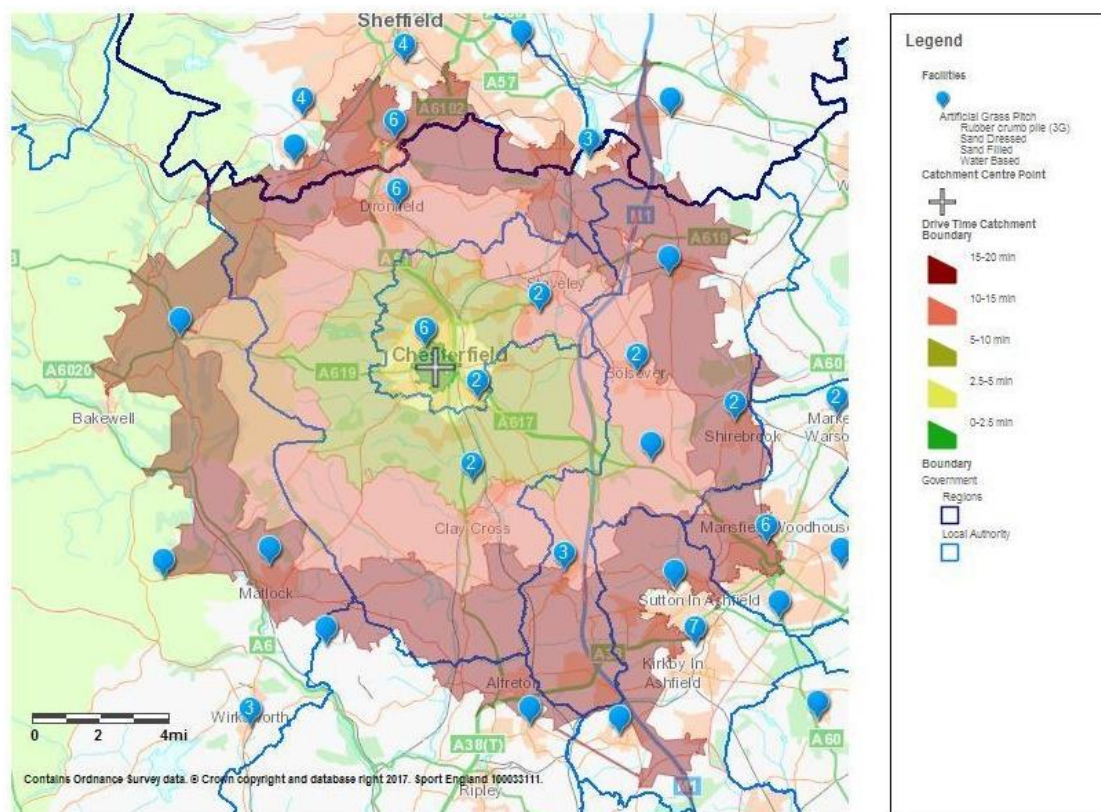 Sheffield
4
A57
4
A6102
6
3
6
Dronfield
M1
A619
Staveley
2
6
Chesterfield
2
Bolsover
A6020
A619
2
A60
Bakewell
A617
2
Shirebrook
Market
Warsop
2
Clay Cross
6
Mansfield Woodhouse
3
Matlock
Sutton In Ashfield
7
A6
Kirkby In
Ashfield
A38
Alfreton
3
Wirksworth
A38(T)
A60
Ripley
0 2 4mi
Contains Ordnance Survey data. © Crown copyright and database right 2017. Sport England 100033111.
Legend
Facilities
Artificial Grass Pitch
Rubber crumb pile (3G)
Sand Dressed
Sand Filled
Water Based
Catchment Centre Point
Drive Time Catchment
Boundary
15-20 min
10-15 min
5-10 min
2.5-5 min
0-2.5 min
Boundary
Government
Regions
Local Authority